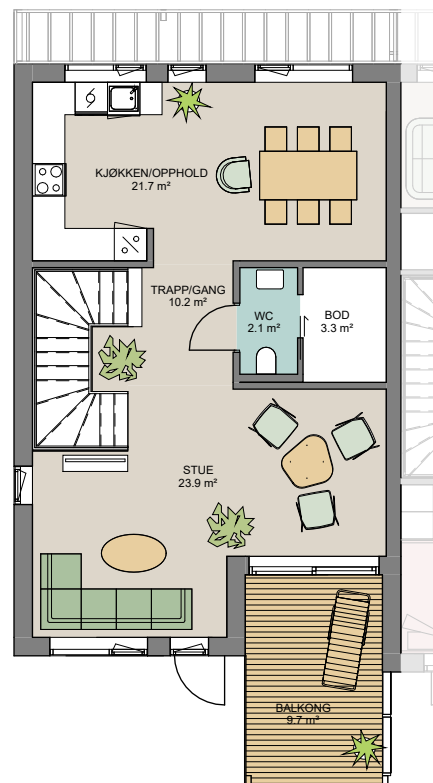 KJØKKEN/OPPHOLD
21.7 m²
TRAPP/GANG
10.2 m²
WC
2.1 m²
BOD
3.3 m²
STUE
23.9 m²
BALKONG
9.7 m²